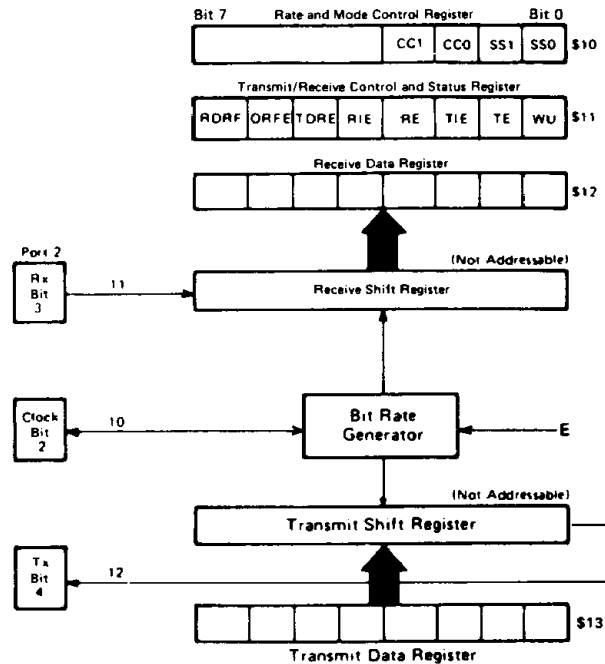 Bit 7 Rate and Mode Control Register Bit 0
CC1 CC0 SS1 SS0 $10
Transmit/Receive Control and Status Register
RDRF ORFE TDRE RIE RE TIE TE WU $11
Receive Data Register
$12
Port 2
(Not Addressable)
Rx
Bit
3
11
Receive Shift Register
Clock
Bit
2
10
Bit Rate
Generator
E
(Not Addressable)
Transmit Shift Register
Tx
Bit
4
12
$13
Transmit Data Register